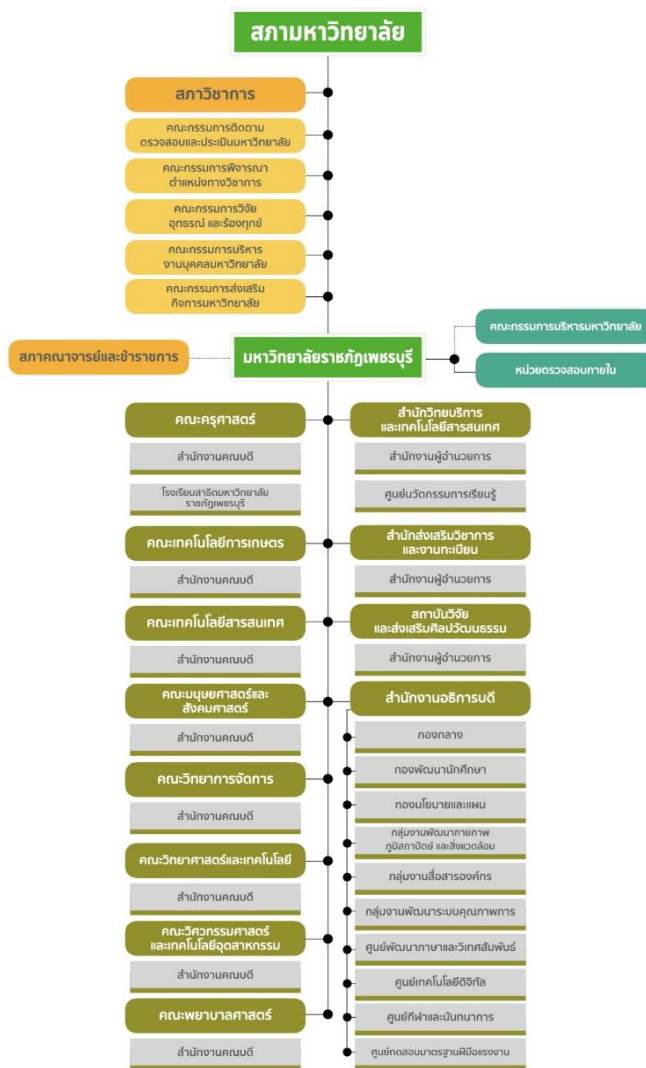 สภามหาวิทยาลัย
สภาวิชาการ
คณะกรรมการติดตาม
ตรวจสอบและประเมินมหาวิทยาลัย
คณะกรรมการพิจารณา
ตำแหน่งทางวิชาการ
คณะกรรมการวิจัย
อุทธรณ์ และร้องทุกข์
คณะกรรมการบริหาร
งานบุคคลมหาวิทยาลัย
คณะกรรมการส่งเสริม
กิจการมหาวิทยาลัย
สภาคณาจารย์และข้าราชการ
มหาวิทยาลัยราชภัฏเพชรบุรี
คณะกรรมการบริหารมหาวิทยาลัย
หน่วยตรวจสอบภายใน
คณะครุศาสตร์
สำนักงานคณบดี
โรงเรียนสาธิตมหาวิทยาลัย
ราชภัฏเพชรบุรี
คณะเทคโนโลยีการเกษตร
สำนักงานคณบดี
คณะเทคโนโลยีสารสนเทศ
สำนักงานคณบดี
คณะมนุษยศาสตร์และ
สังคมศาสตร์
สำนักงานคณบดี
คณะวิทยาการจัดการ
สำนักงานคณบดี
คณะวิทยาศาสตร์และเทคโนโลยี
สำนักงานคณบดี
คณะวิศวกรรมศาสตร์
และเทคโนโลยีอุตสาหกรรม
สำนักงานคณบดี
คณะพยาบาลศาสตร์
สำนักงานคณบดี
สำนักวิทยบริการ
และเทคโนโลยีสารสนเทศ
สำนักงานผู้อำนวยการ
ศูนย์นวัตกรรมการเรียนรู้
สำนักส่งเสริมวิชาการ
และงานทะเบียน
สำนักงานผู้อำนวยการ
สถาบันวิจัย
และส่งเสริมศิลปวัฒนธรรม
สำนักงานผู้อำนวยการ
สำนักงานอธิการบดี
กองกลาง
กองพัฒนานักศึกษา
กองนโยบายและแผน
กลุ่มงานพัฒนากายภาพ
ภูมิสถาปัตย์ และสิ่งแวดล้อม
กลุ่มงานสื่อสารองค์กร
กลุ่มงานพัฒนาระบบคุณภาพการ
ศูนย์พัฒนาภาษาและวิเทศสัมพันธ์
ศูนย์เทคโนโลยีดิจิทัล
ศูนย์กีฬาและนันทนาการ
ศูนย์ทดสอบมาตรฐานฝีมือแรงงาน